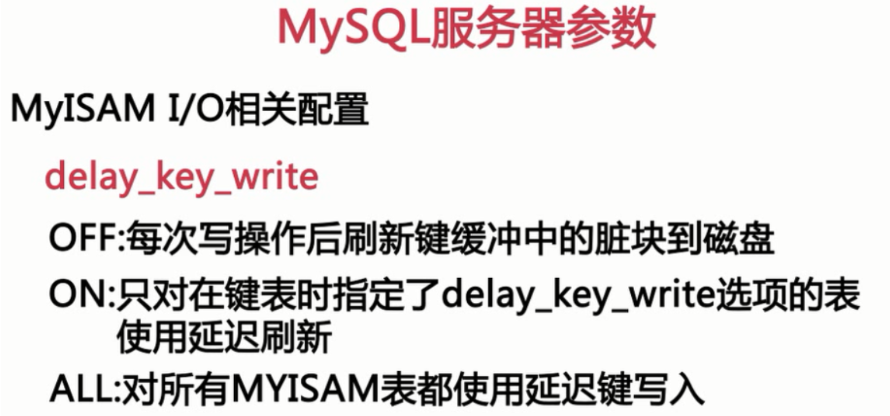 MySQL服务器参数
MyISAM I/O相关配置
delay_key_write
OFF:每次写操作后刷新键缓冲中的脏块到磁盘
ON:只对在键表时指定了delay_key_write选项的表
使用延迟刷新
ALL:对所有MYISAM表都使用延迟键写入